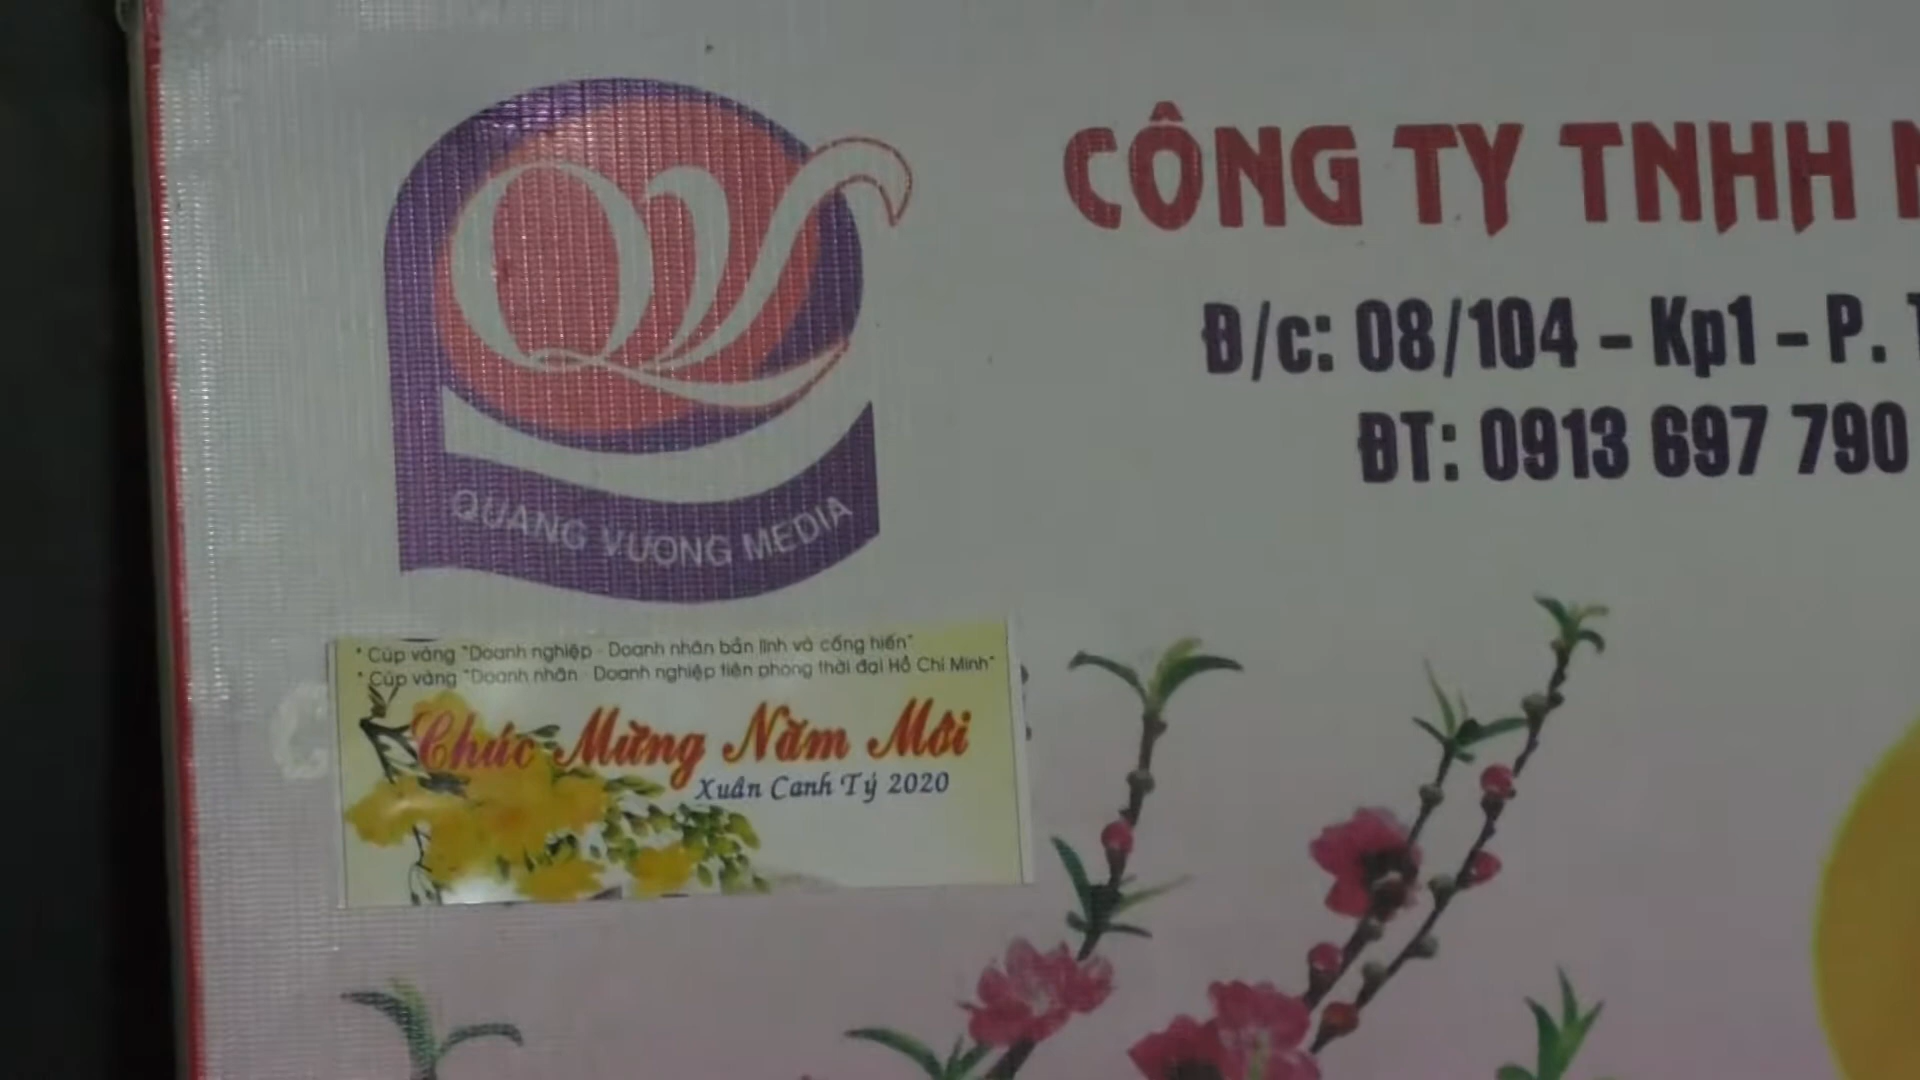 QV
QUANG VUONG MEDIA
CÔNG TY TNHH
Đ/c: 08/104 - Kp1 - P.
ĐT: 0913 697 790
* Cúp vàng "Doanh nghiệp - Doanh nhân bản lĩnh và cống hiến"
* Cúp vàng "Doanh nhân - Doanh nghiệp tiên phong thời đại Hồ Chí Minh"
Chúc Mừng Năm Mới
Xuân Canh Tý 2020